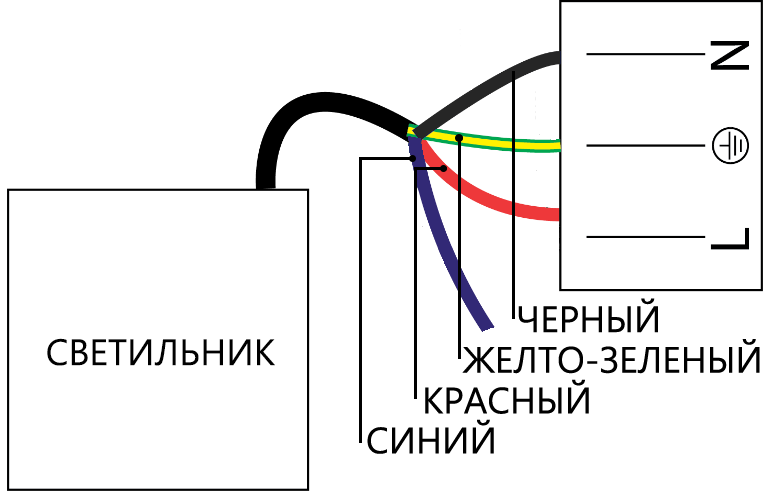 N
L
ЧЕРНЫЙ
СВЕТИЛЬНИК
ЖЕЛТО-ЗЕЛЕНЫЙ
КРАСНЫЙ
СИНИЙ